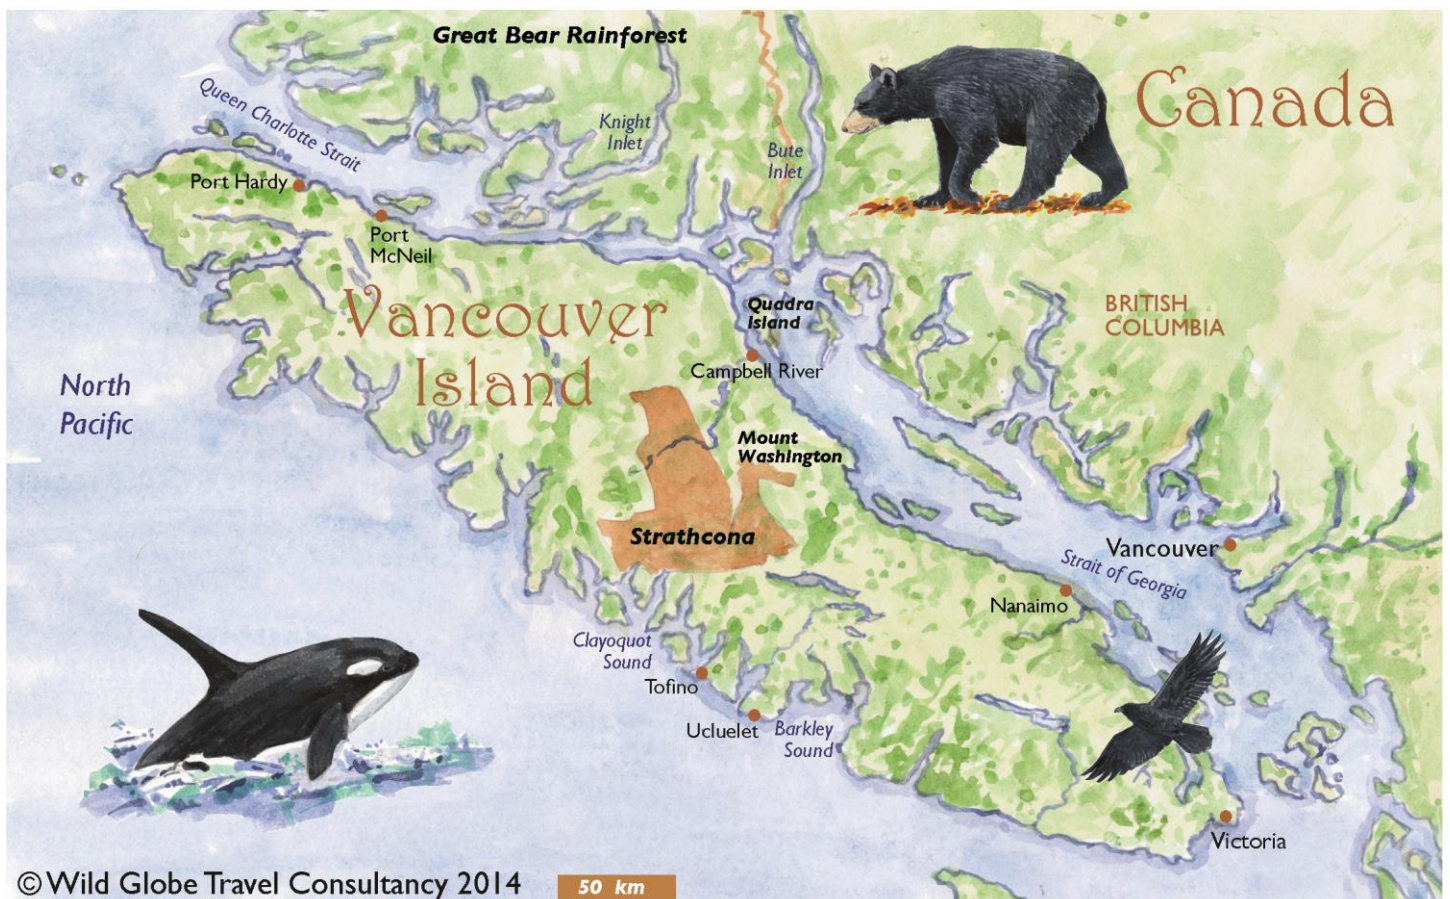 Great Bear Rainforest
Canada
Queen Charlotte Strait
Knight
Inlet
Bute
Inlet
Port Hardy
Port
McNeil
Vancouver
Island
Quadra
Island
BRITISH
COLUMBIA
Campbell River
North
Pacific
Mount
Washington
Strathcona
Vancouver
Strait of Georgia
Nanaimo
Clayoquot
Sound
Tofino
Ucluelet
Barkley
Sound
Victoria
© Wild Globe Travel Consultancy 2014
50 km